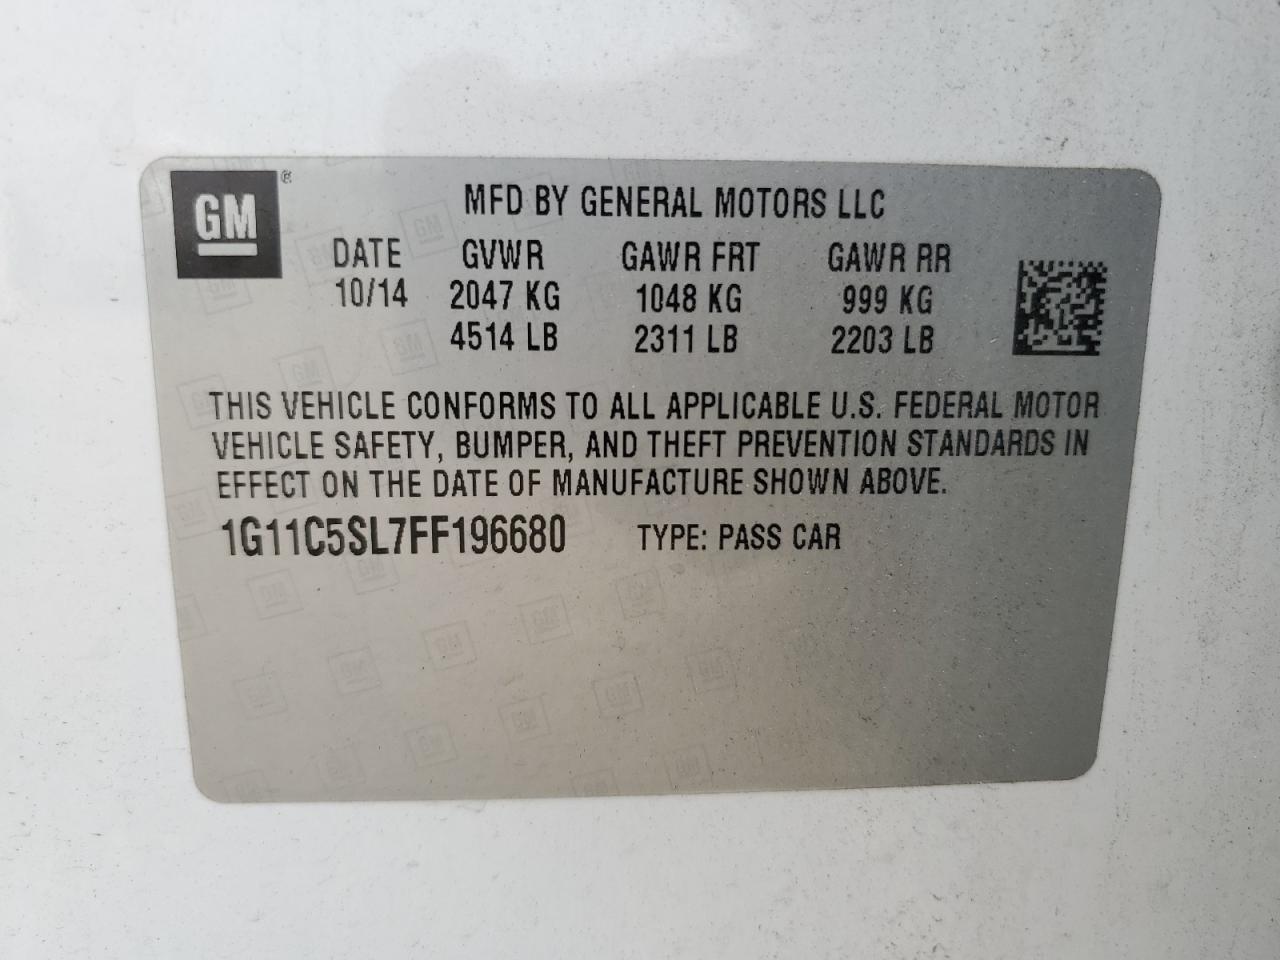 GM ®
MFD BY GENERAL MOTORS LLC
DATE GVWR GAWR FRT GAWR RR
10/14 2047 KG 1048 KG 999 KG
4514 LB 2311 LB 2203 LB
THIS VEHICLE CONFORMS TO ALL APPLICABLE U.S. FEDERAL MOTOR
VEHICLE SAFETY, BUMPER, AND THEFT PREVENTION STANDARDS IN
EFFECT ON THE DATE OF MANUFACTURE SHOWN ABOVE.
1G11C5SL7FF196680 TYPE: PASS CAR